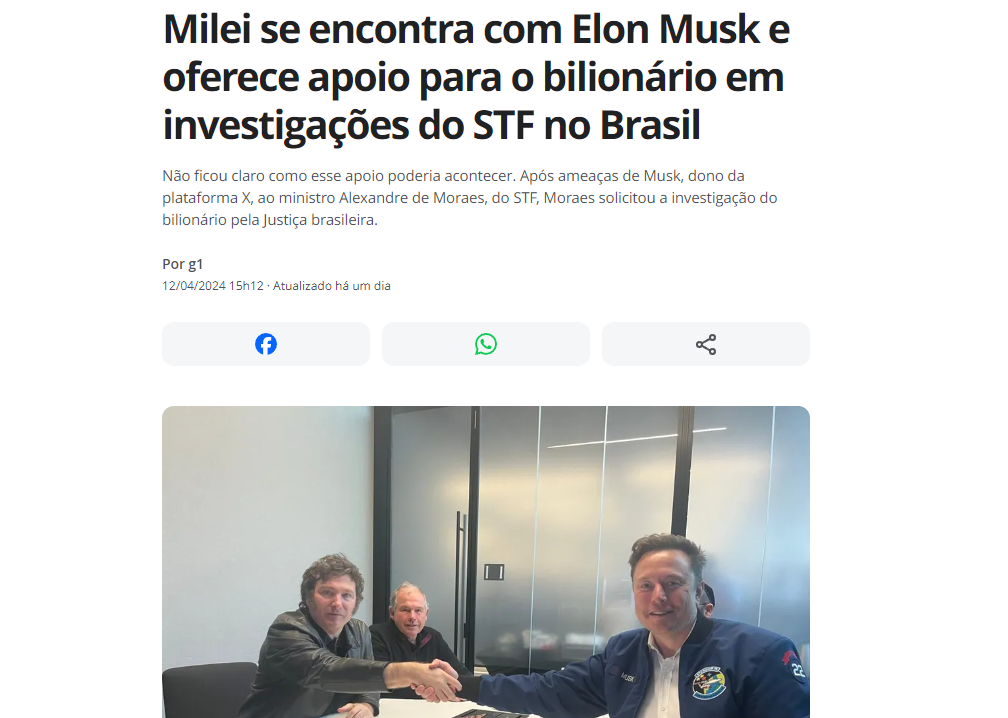 Milei se encontra com Elon Musk e
oferece apoio para o bilionário em
investigações do STF no Brasil
Não ficou claro como esse apoio poderia acontecer. Após ameaças de Musk, dono da
plataforma X, ao ministro Alexandre de Moraes, do STF, Moraes solicitou a investigação do
bilionário pela Justiça brasileira.
Por g1
12/04/2024 15h12 · Atualizado há um dia
22